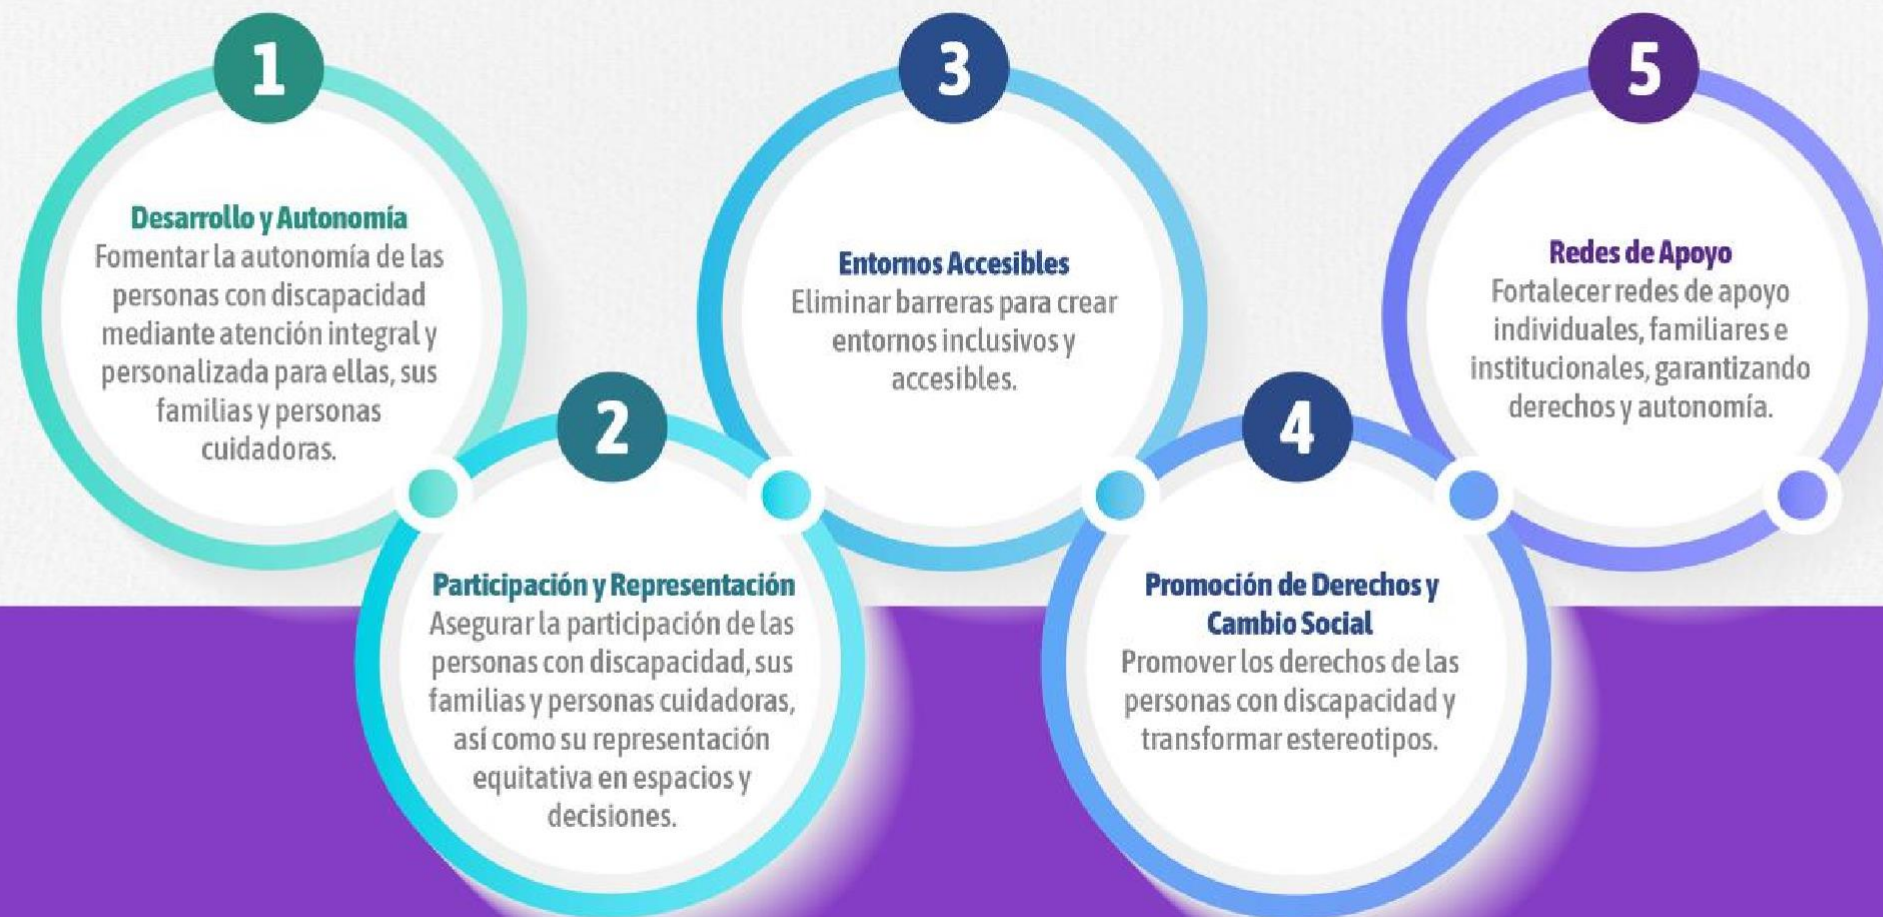 1
Desarrollo y Autonomía
Fomentar la autonomía de las
personas con discapacidad
mediante atención integral y
personalizada para ellas, sus
familias y personas
cuidadoras.
2
Participación y Representación
Asegurar la participación de las
personas con discapacidad, sus
familias y personas cuidadoras,
así como su representación
equitativa en espacios y
decisiones.
3
Entornos Accesibles
Eliminar barreras para crear
entornos inclusivos y
accesibles.
4
Promoción de Derechos y
Cambio Social
Promover los derechos de las
personas con discapacidad y
transformar estereotipos.
5
Redes de Apoyo
Fortalecer redes de apoyo
individuales, familiares e
institucionales, garantizando
derechos y autonomía.